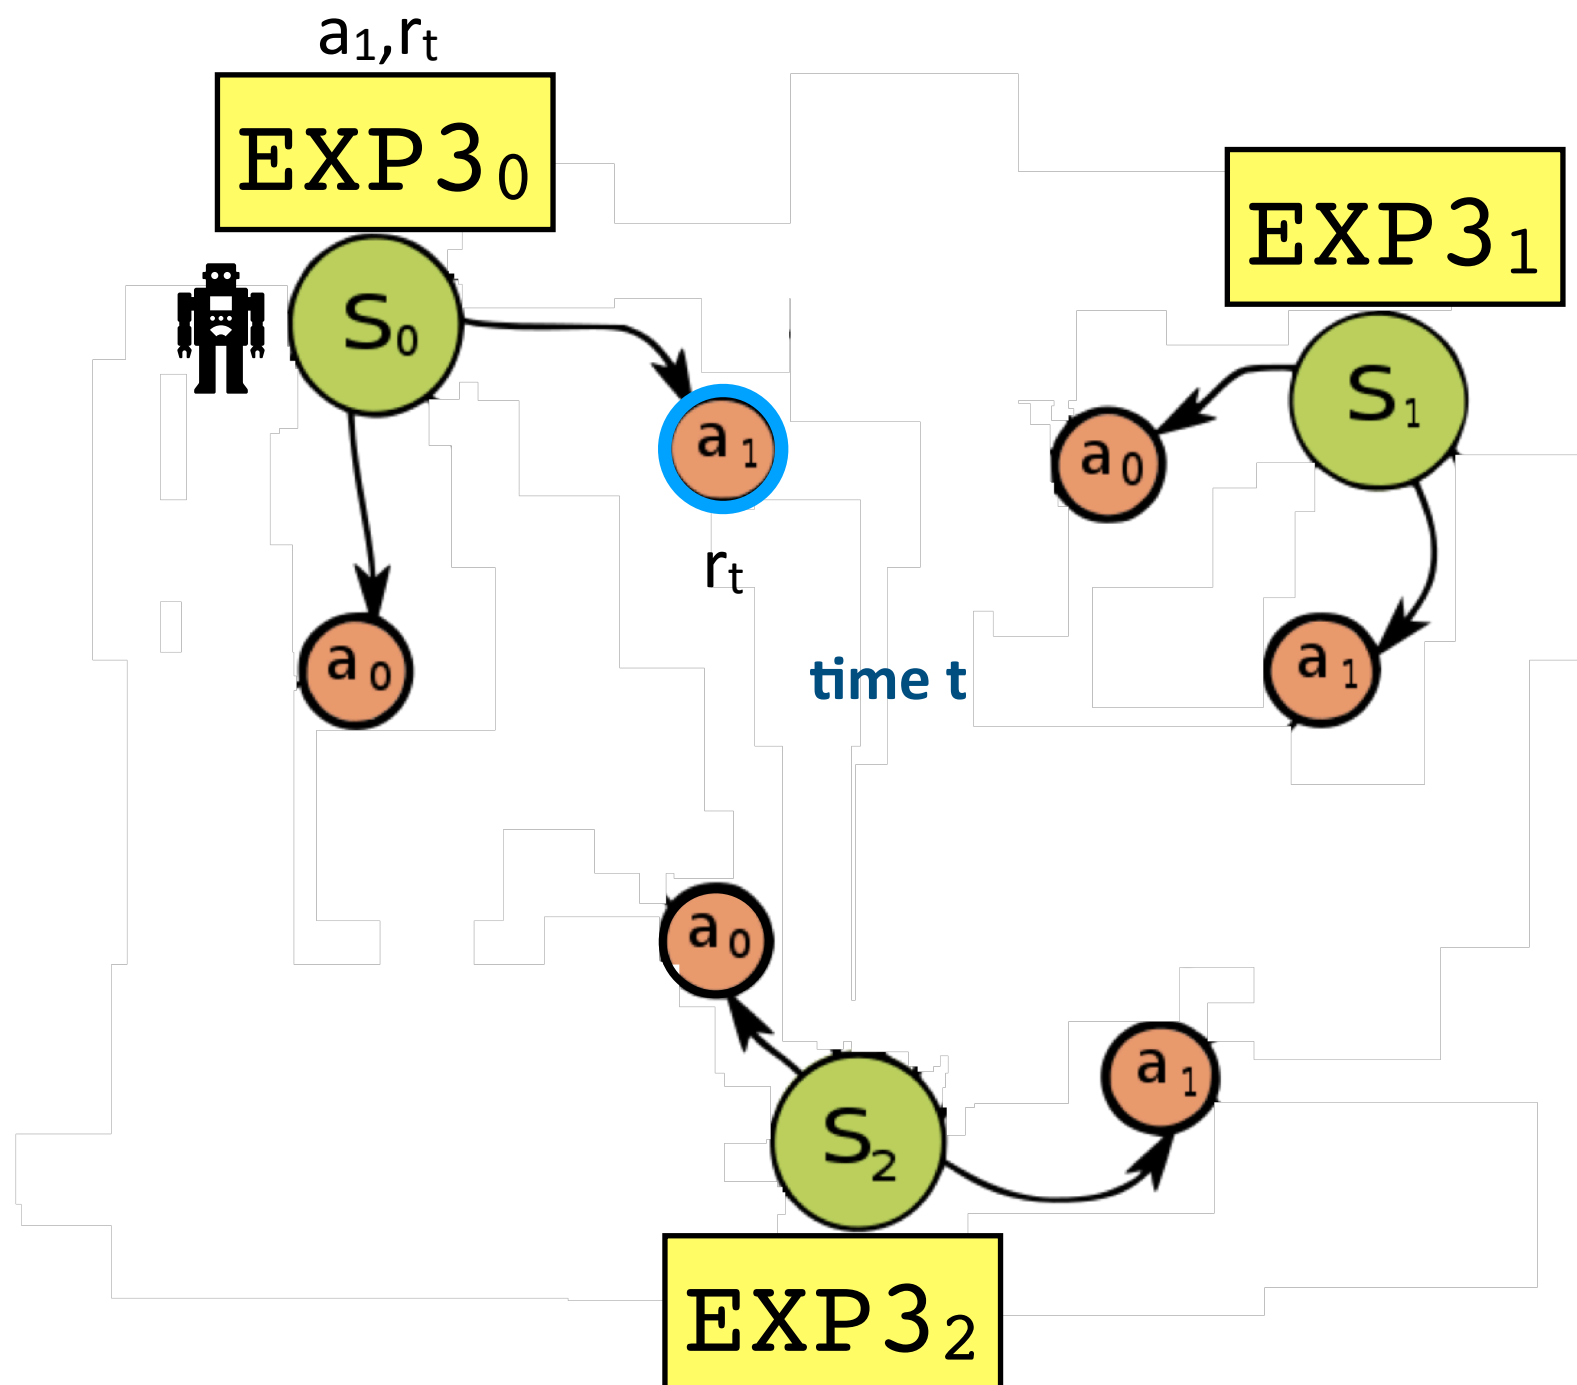 a₁,rₜ
EXP3₀
EXP3₁
S₀
S₁
a₁
a₀
rₜ
a₀
time t
a₁
a₀
a₁
S₂
EXP3₂